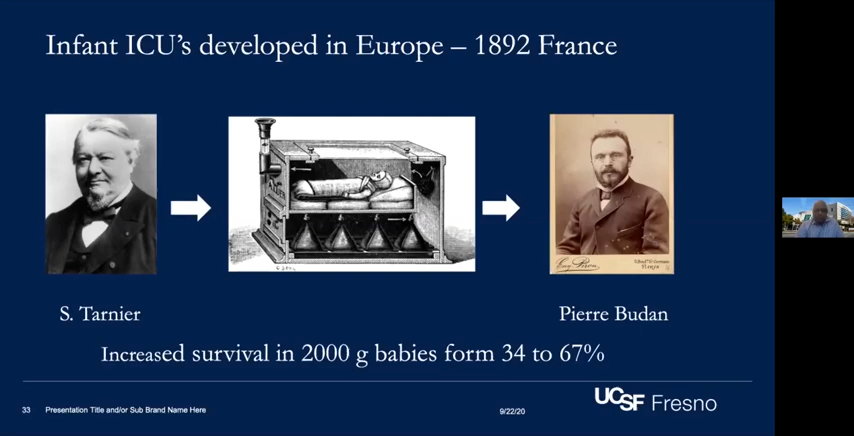 Infant ICU's developed in Europe – 1892 France
S. Tarnier
Pierre Budan
Increased survival in 2000 g babies form 34 to 67%
33
Presentation Title and/or Sub Brand Name Here
9/22/20
UCSF Fresno